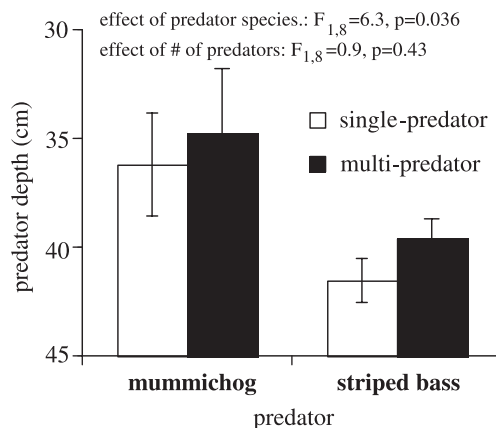 effect of predator species.: F1,8=6.3, p=0.036
effect of # of predators: F1,8=0.9, p=0.43
30
35
40
45
predator depth (cm)
single-predator
multi-predator
mummichog
striped bass
predator